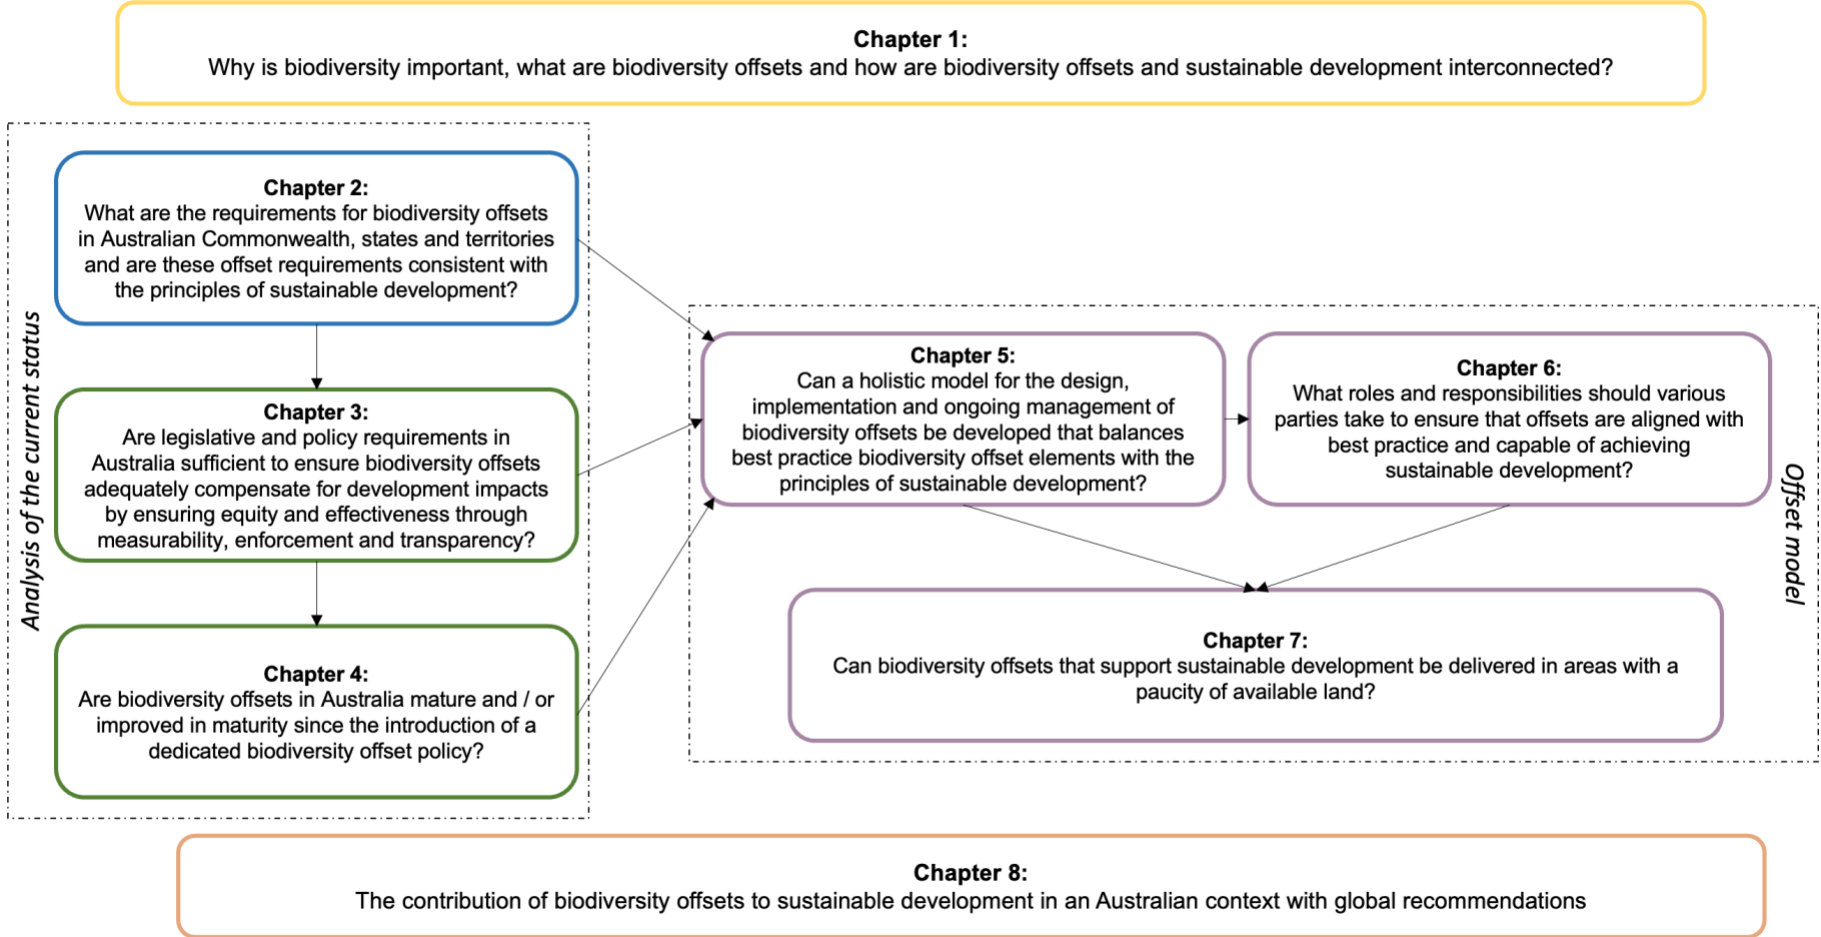 Chapter 1:
Why is biodiversity important, what are biodiversity offsets and how are biodiversity offsets and sustainable development interconnected?
Analysis of the current status
Chapter 2:
What are the requirements for biodiversity offsets
in Australian Commonwealth, states and territories
and are these offset requirements consistent with
the principles of sustainable development?
Chapter 3:
Are legislative and policy requirements in
Australia sufficient to ensure biodiversity offsets
adequately compensate for development impacts
by ensuring equity and effectiveness through
measurability, enforcement and transparency?
Chapter 4:
Are biodiversity offsets in Australia mature and / or
improved in maturity since the introduction of a
dedicated biodiversity offset policy?
Chapter 5:
Can a holistic model for the design,
implementation and ongoing management of
biodiversity offsets be developed that balances
best practice biodiversity offset elements with the
principles of sustainable development?
Chapter 6:
What roles and responsibilities should various
parties take to ensure that offsets are aligned with
best practice and capable of achieving
sustainable development?
Offset model
Chapter 7:
Can biodiversity offsets that support sustainable development be delivered in areas with a
paucity of available land?
Chapter 8:
The contribution of biodiversity offsets to sustainable development in an Australian context with global recommendations